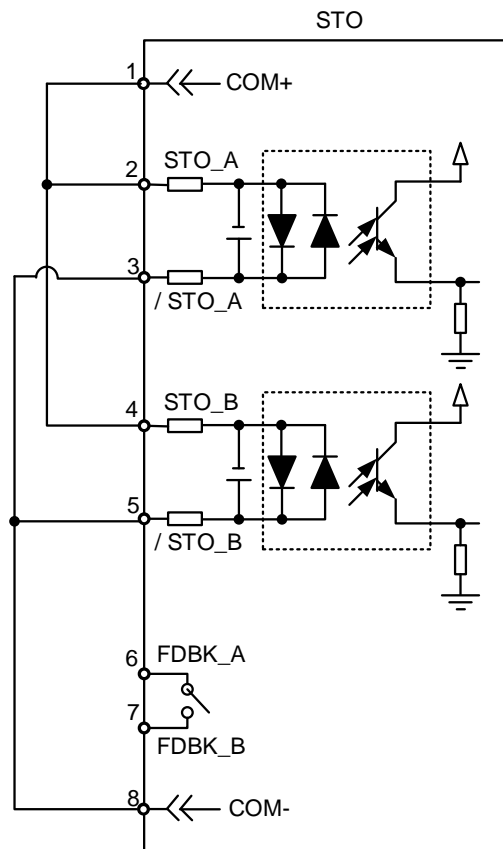 STO
1
COM+
2
STO_A
3
/ STO_A
4
STO_B
5
/ STO_B
6
FDBK_A
7
FDBK_B
8
COM-